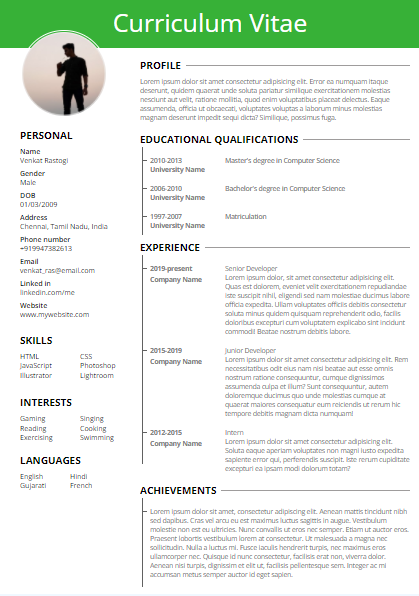 Curriculum Vitae
PERSONAL
Name
Venkat Rastogi
Gender
Male
DOB
01/03/2009
Address
Chennai, Tamil Nadu, India
Phone number
+919947382613
Email
venkat_ras@email.com
Linked in
linkedin.com/me
Website
www.mywebsite.com
SKILLS
HTML CSS
JavaScript Photoshop
Illustrator Lightroom
INTERESTS
Gaming Singing
Reading Cooking
Exercising Swimming
LANGUAGES
English Hindi
Gujarati French
PROFILE
Lorem ipsum dolor sit amet consectetur adipisicing elit. Error ea numquam itaque
deserunt, quidem quaerat unde soluta pariatur similique exercitationem molestias
nesciunt aut velit, ratione mollitia, quod enim voluptatibus placeat delectus. Eaque
assumenda, officia ut obcaecati, voluptates a minus vitae dolorum excepturi maiores
ipsam molestiae impedit sequi dicta? Similique, possimus fuga.
EDUCATIONAL QUALIFICATIONS
2010-2013 Master's degree in Computer Science
University Name
2006-2010 Bachelor's degree in Computer Science
University Name
1997-2007 Matriculation
University Name
EXPERIENCE
2019-present Senior Developer
Company Name Lorem ipsum dolor sit amet consectetur adipisicing elit.
Quas est dolorem, eveniet velit exercitationem repudiandae
iste suscipit nihil, eligendi sed nam molestiae ducimus labore
harum expedita. Ullam voluptates officiis debitis consectetur
soluta minus quidem quisquam reprehenderit odio, facilis
doloribus excepturi cum voluptatem explicabo sint incidunt
commodi! Beatae nostrum debitis labore.
2015-2019 Junior Developer
Company Name Lorem ipsum dolor sit amet consectetur adipisicing elit. Rem
necessitatibus odit eius nam nisi beatae aut esse omnis
nostrum ratione consequuntur, cumque dignissimos
assumenda culpa et illum? Sunt consequuntur, autem
doloremque ducimus quo unde molestias cumque at
quaerat maiores consequatur eum reiciendis ut rerum hic
tempore debitis magnam dicta numquam!
2012-2015 Intern
Company Name Lorem ipsum dolor sit amet consectetur adipisicing elit.
Soluta eaque aperiam voluptates non magni iusto expedita
sapiente error qui, perferendis suscipit. Iste rerum cupiditate
excepturi ea ipsam modi dolorum totam?
ACHIEVEMENTS
Lorem ipsum dolor sit amet, consectetur adipiscing elit. Aenean mattis tincidunt nibh
sed dapibus. Cras vel arcu eu est maximus luctus sagittis in augue. Vestibulum
molestie non est eu ultricies. Nunc convallis ut eros nec semper. Etiam ut auctor eros.
Praesent lobortis vestibulum lorem at consectetur. Ut malesuada a magna nec
sollicitudin. Nulla a luctus mi. Fusce iaculis hendrerit turpis, nec maximus eros
ullamcorper nec. Quisque consectetur, tortor nec condimentum
consectetur, purus odio consectetur, facilisis erat non, viverra dolor.
Aenean nisi turpis, dignissim et elit ut, facilisis pellentesque sem. Integer ac mi
accumsan metus semper aliquam id eget sapien.